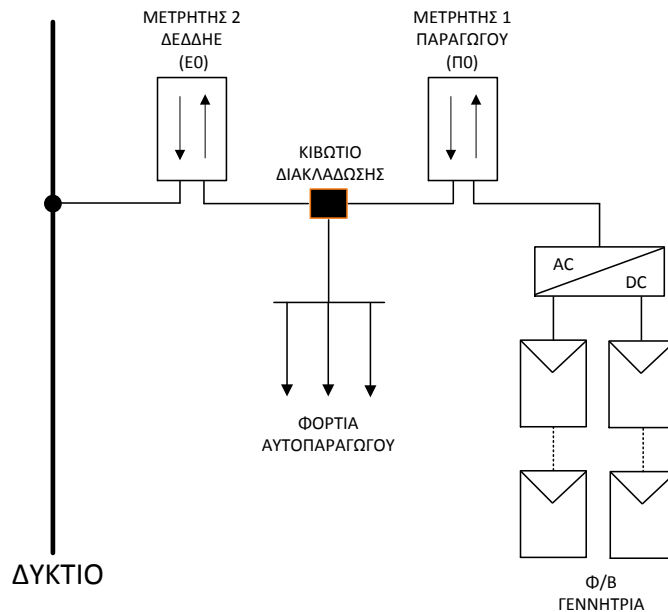 ΜΕΤΡΗΤΗΣ 2
ΔΕΔΔΗΕ
(Ε0)
ΜΕΤΡΗΤΗΣ 1
ΠΑΡΑΓΩΓΟΥ
(Π0)
ΚΙΒΩΤΙΟ
ΔΙΑΚΛΑΔΩΣΗΣ
AC
DC
ΦΟΡΤΙΑ
ΑΥΤΟΠΑΡΑΓΩΓΟΥ
ΔΥΚΤΙΟ
Φ/Β
ΓΕΝΝΗΤΡΙΑ